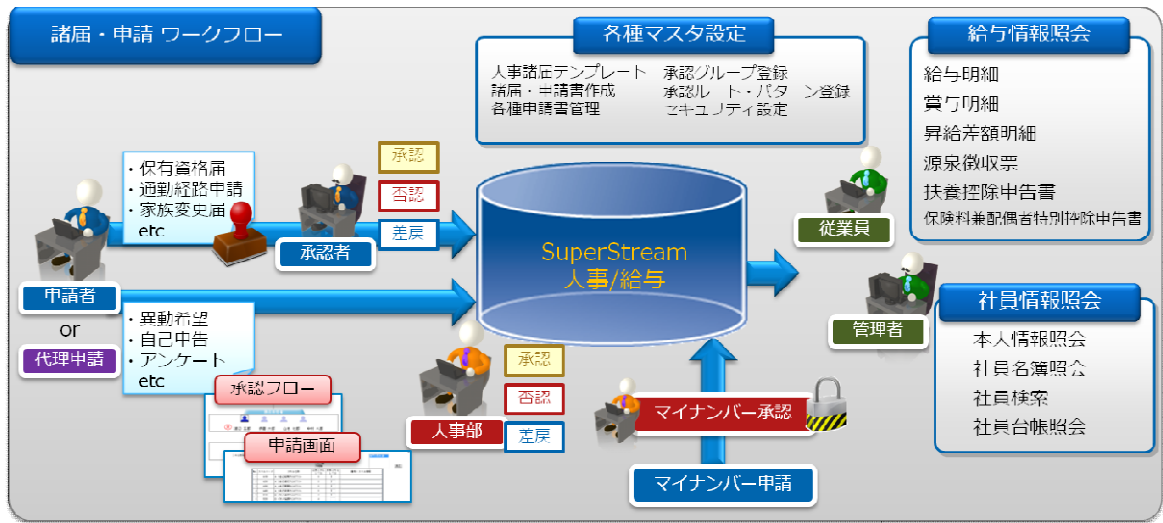 諸届・申請 ワークフロー
各種マスタ設定
人事諸届テンプレート 承認グループ登録
諸届・申請書作成 承認ルート・パターン登録
各種申請書管理 セキュリティ設定
給与情報照会
給与明細
賞与明細
昇給差額明細
源泉徴収票
扶養控除申告書
保険料兼配偶者特別控除申告書
・保有資格届
・通勤経路申請
・家族変更届
etc
承認
否認
差戻
承認者
申請者
or
代理申請
・異動希望
・自己申告
・アンケート
etc
承認フロー
申請画面
SuperStream
人事/給与
人事部
承認
否認
差戻
マイナンバー承認
マイナンバー申請
従業員
管理者
社員情報照会
本人情報照会
社員名簿照会
社員検索
社員台帳照会